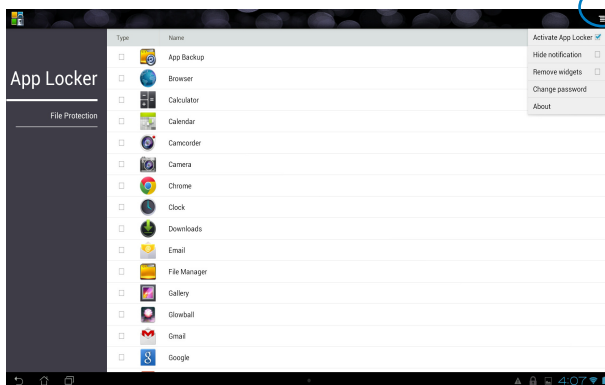 Type
Name
Activate App Locker
Hide notification
Remove widgets
Change password
About
App Locker
File Protection
App Backup
Browser
Calculator
Calendar
Camcorder
Camera
Chrome
Clock
Downloads
Email
File Manager
Gallery
Glowball
Gmail
8 Google
4:07